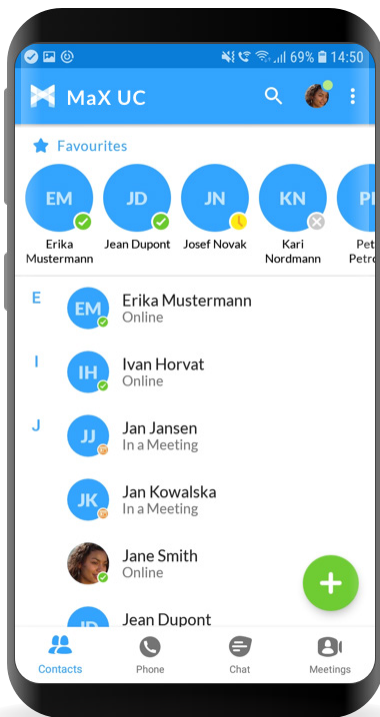 69% 14:50
MaX UC
Favourites
EM JD JN KN
Erika Mustermann
Jean Dupont
Josef Novak
Kari Nordmann
E
EM
Erika Mustermann
Online
I
IH
Ivan Horvat
Online
J
JJ
Jan Jansen
In a Meeting
JK
Jan Kowalska
In a Meeting
Jane Smith
Online
Jean Dupont
Contacts Phone Chat Meetings